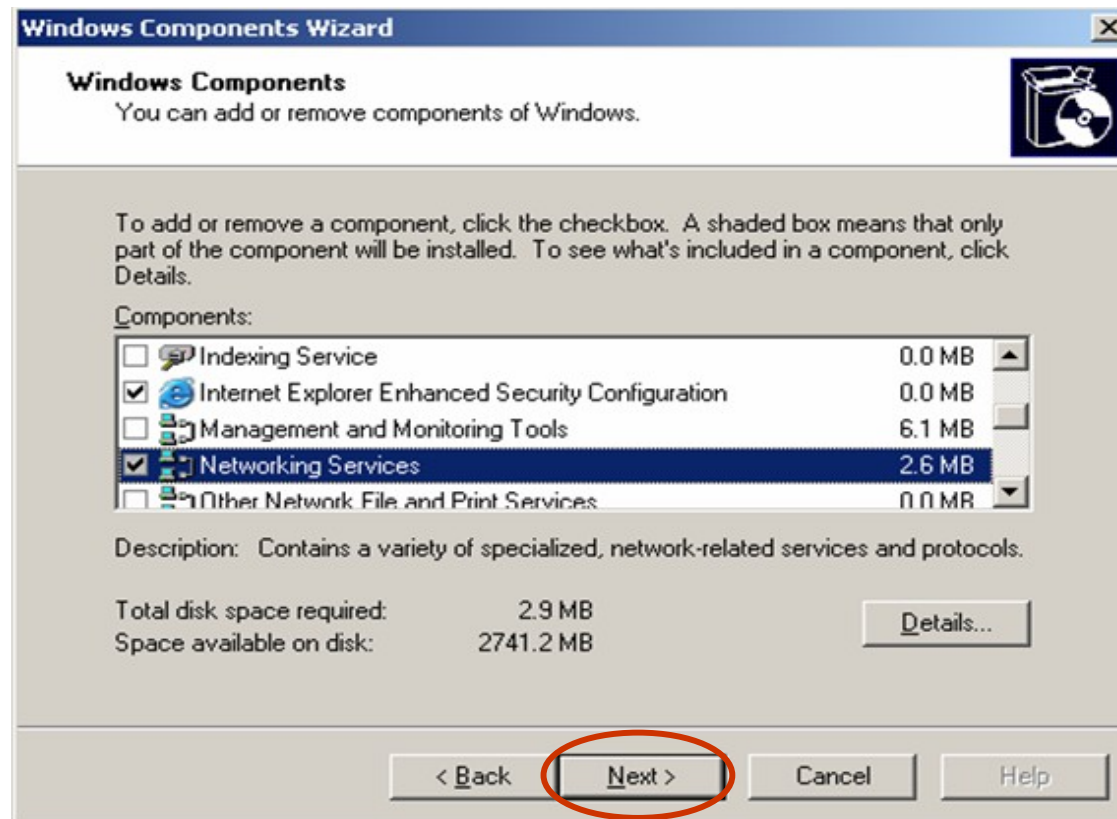 Windows Components Wizard
Windows Components
You can add or remove components of Windows.
To add or remove a component, click the checkbox. A shaded box means that only
part of the component will be installed. To see what's included in a component, click
Details.
Components:
Indexing Service 0.0 MB
Internet Explorer Enhanced Security Configuration 0.0 MB
Management and Monitoring Tools 6.1 MB
Networking Services 2.6 MB
Other Network File and Print Services 0.0 MB
Description: Contains a variety of specialized, network-related services and protocols.
Total disk space required: 2.9 MB
Space available on disk: 2741.2 MB
Details...
< Back Next > Cancel Help